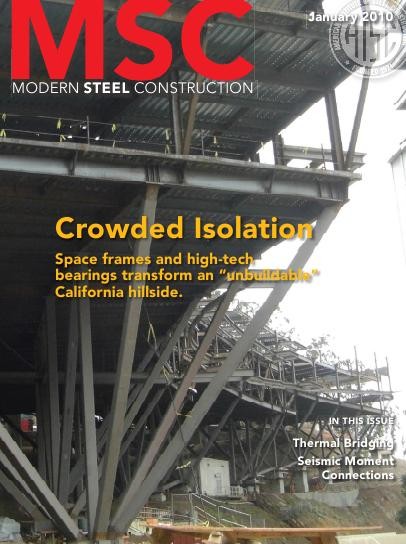 MSC
January 2010
MODERN STEEL CONSTRUCTION
Crowded Isolation
Space frames and high-tech
bearings transform an “unbuildable”
California hillside.
IN THIS ISSUE
Thermal Bridging
Seismic Moment
Connections